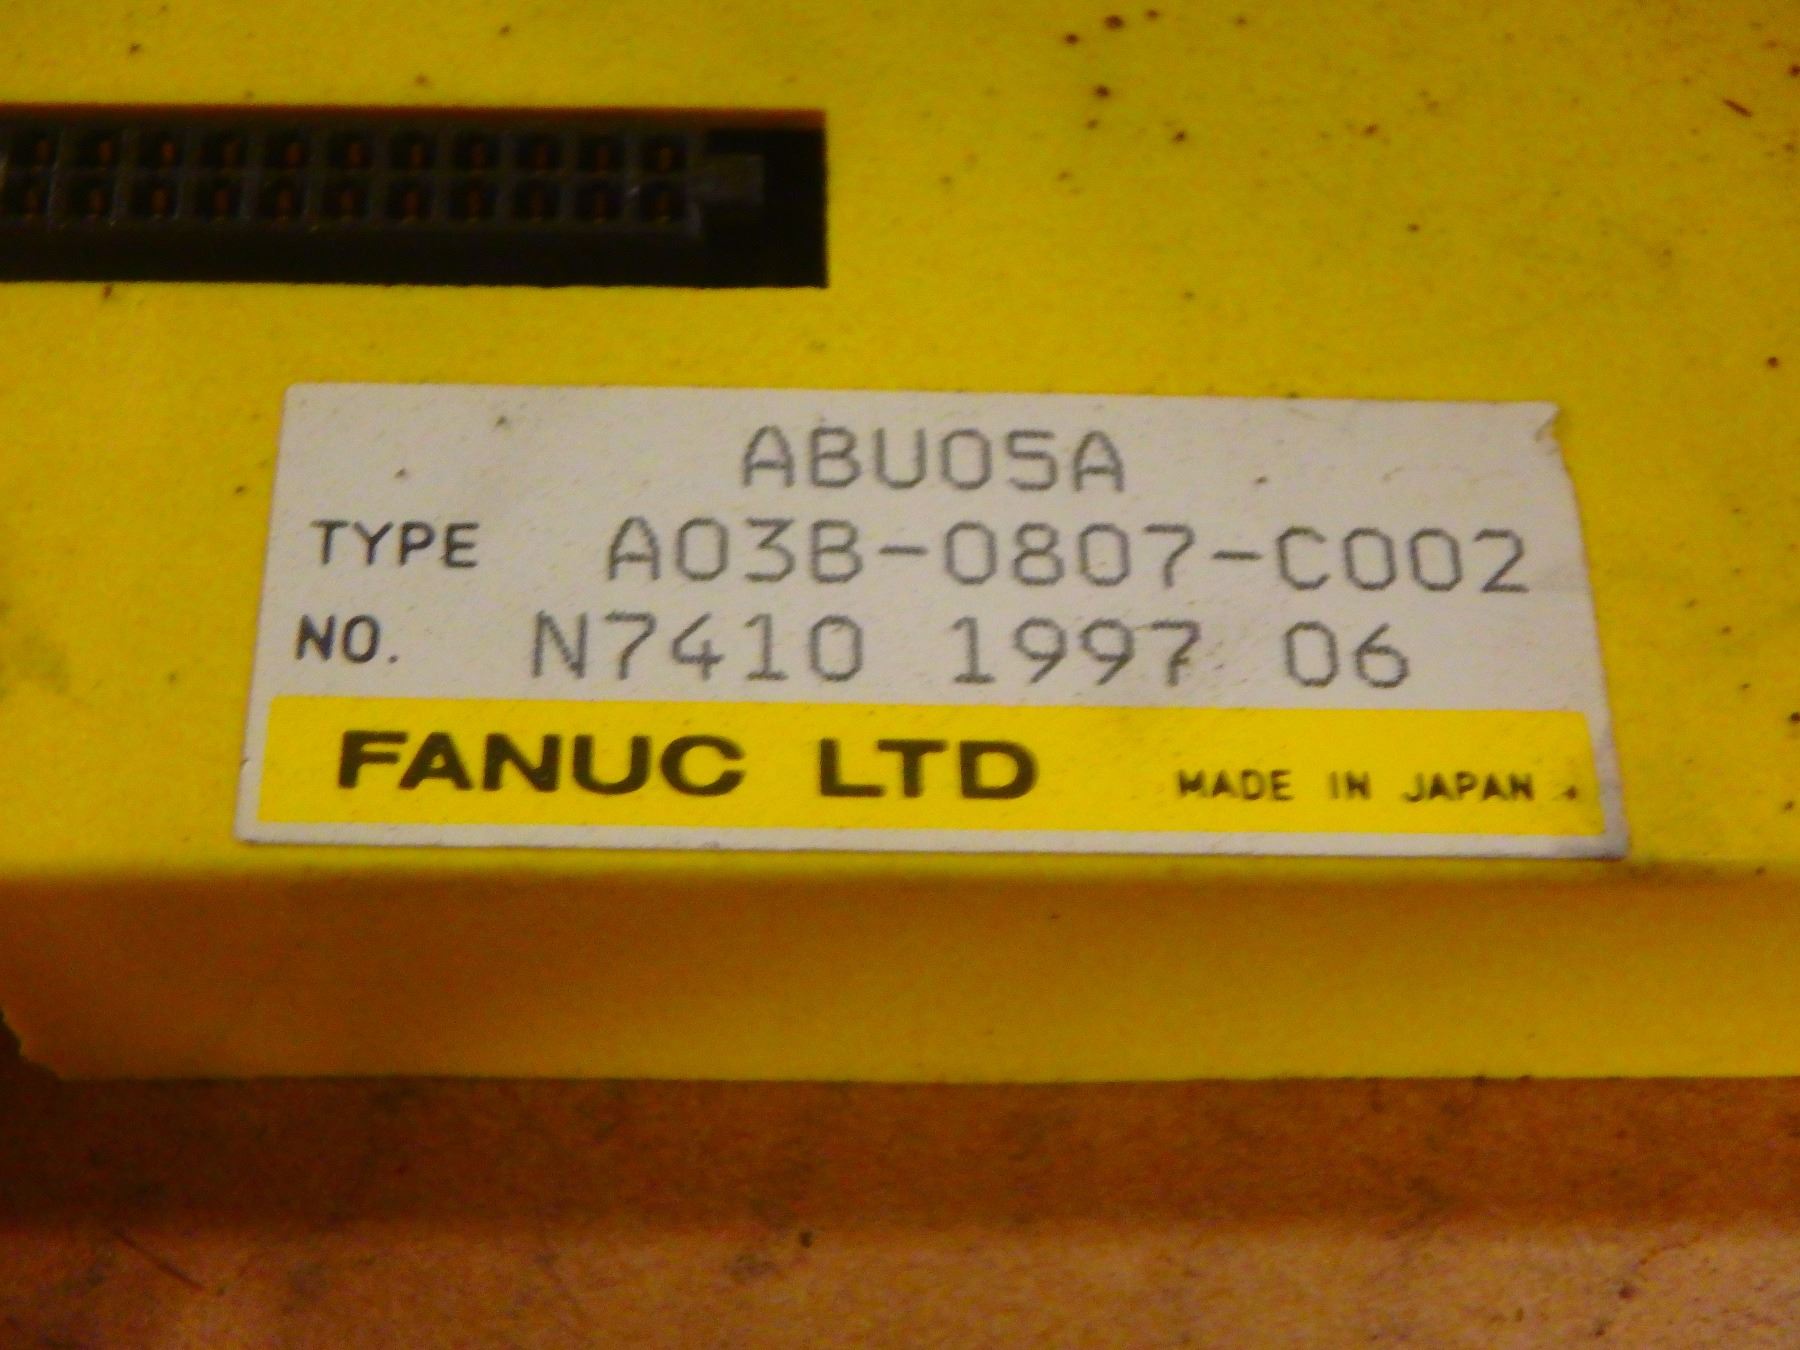 ABU05A
TYPE A03B-0807-C002
NO. N7410 1997 06
FANUC LTD MADE IN JAPAN